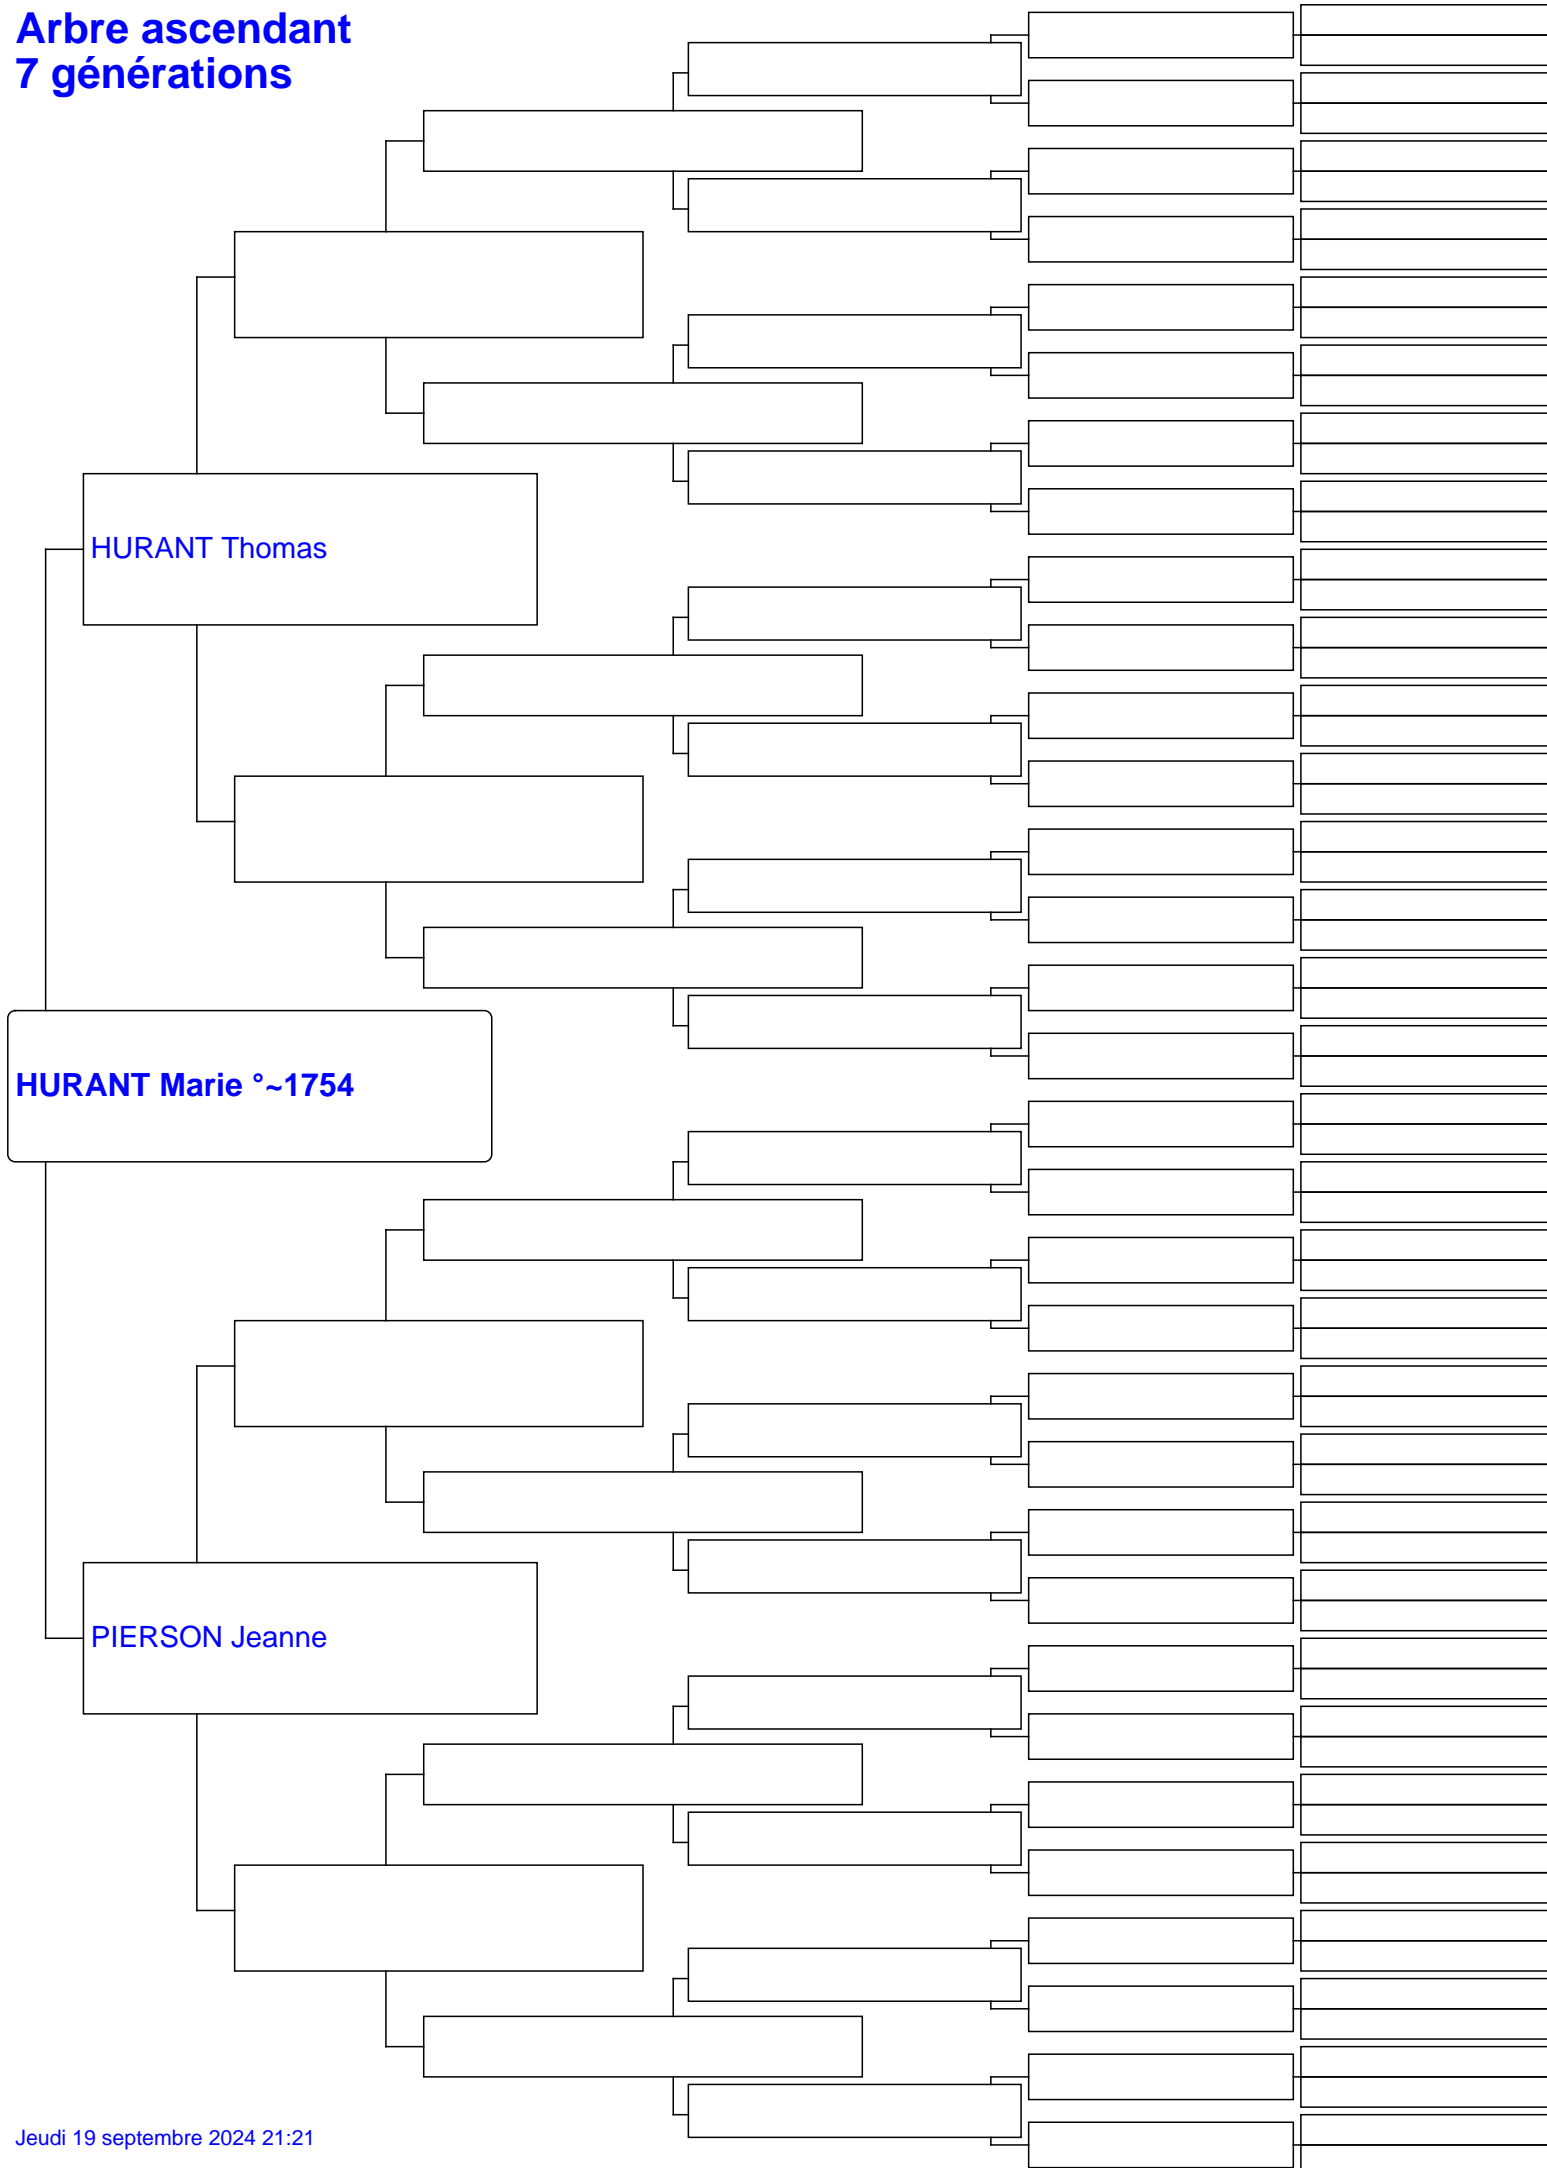 Arbre ascendant
7 générations
HURANT Thomas
HURANT Marie °~1754
PIERSON Jeanne
Jeudi 19 septembre 2024 21:21